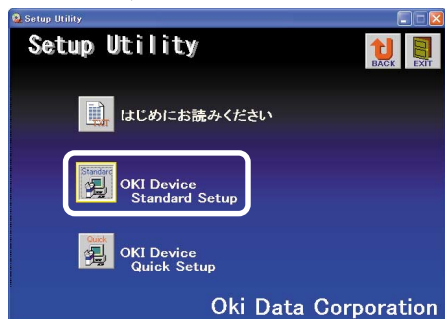 Setup Utility
Setup Utility
BACK
EXIT
はじめにお読みください
Standard
OKI Device
Standard Setup
Quick
OKI Device
Quick Setup
Oki Data Corporation